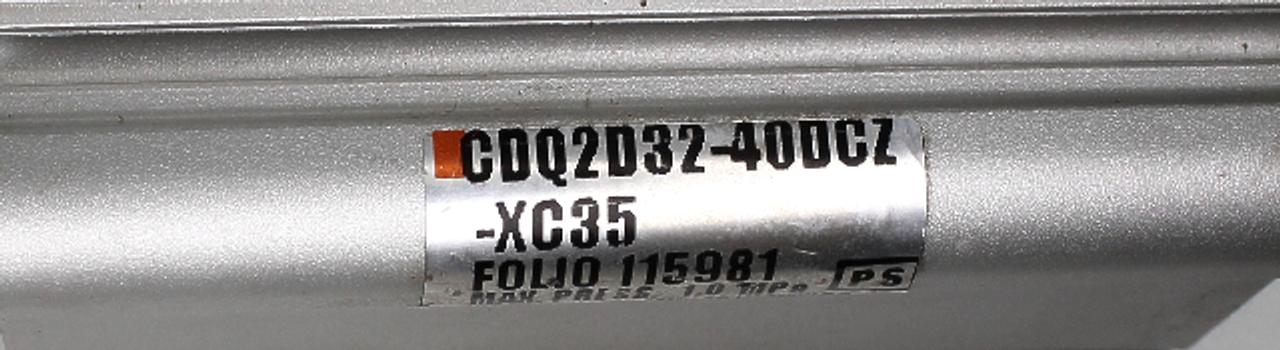 CDQ2D32-40DCZ
-XC35
FOLIO 115981
MAX. PRESS. 1.0 MPa PS